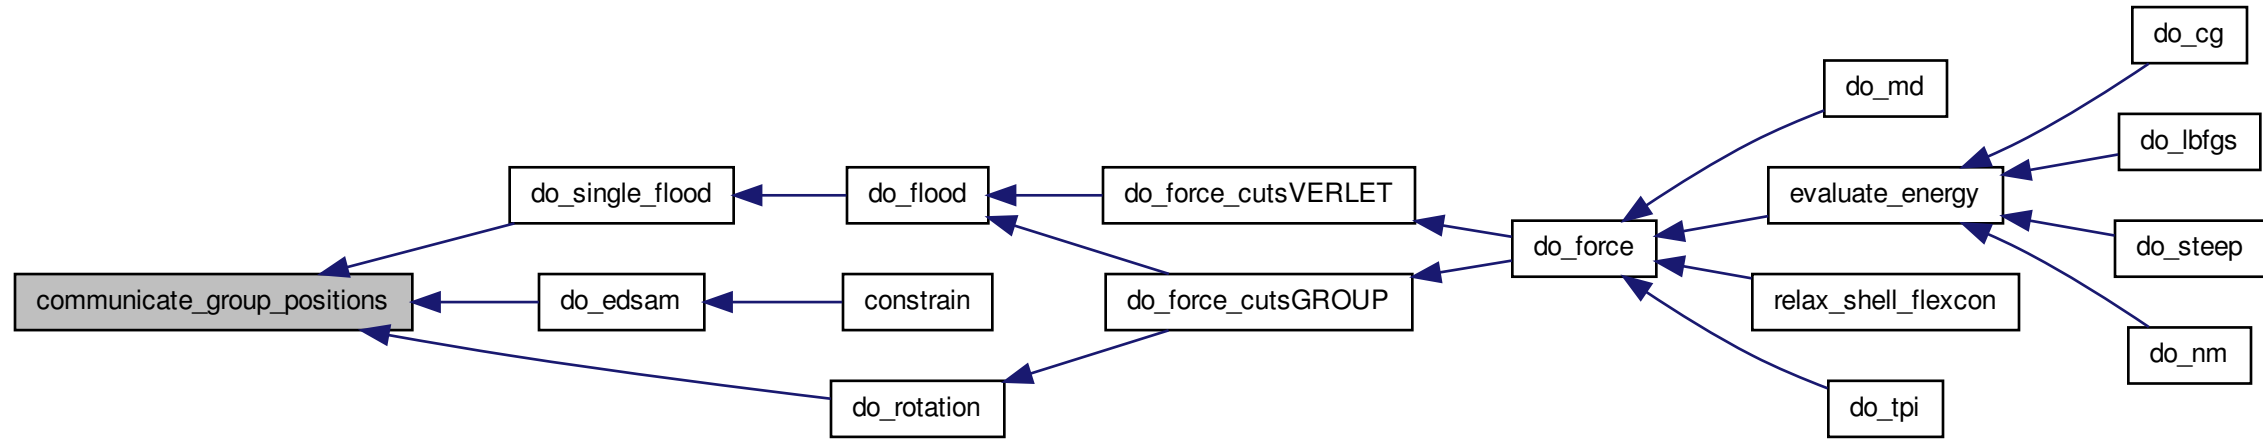 communicate_group_positions
do_single_flood
do_edsam
do_rotation
do_flood
constrain
do_force_cutsVERLET
do_force_cutsGROUP
do_force
do_md
evaluate_energy
relax_shell_flexcon
do_tpi
do_cg
do_lbfgs
do_steep
do_nm